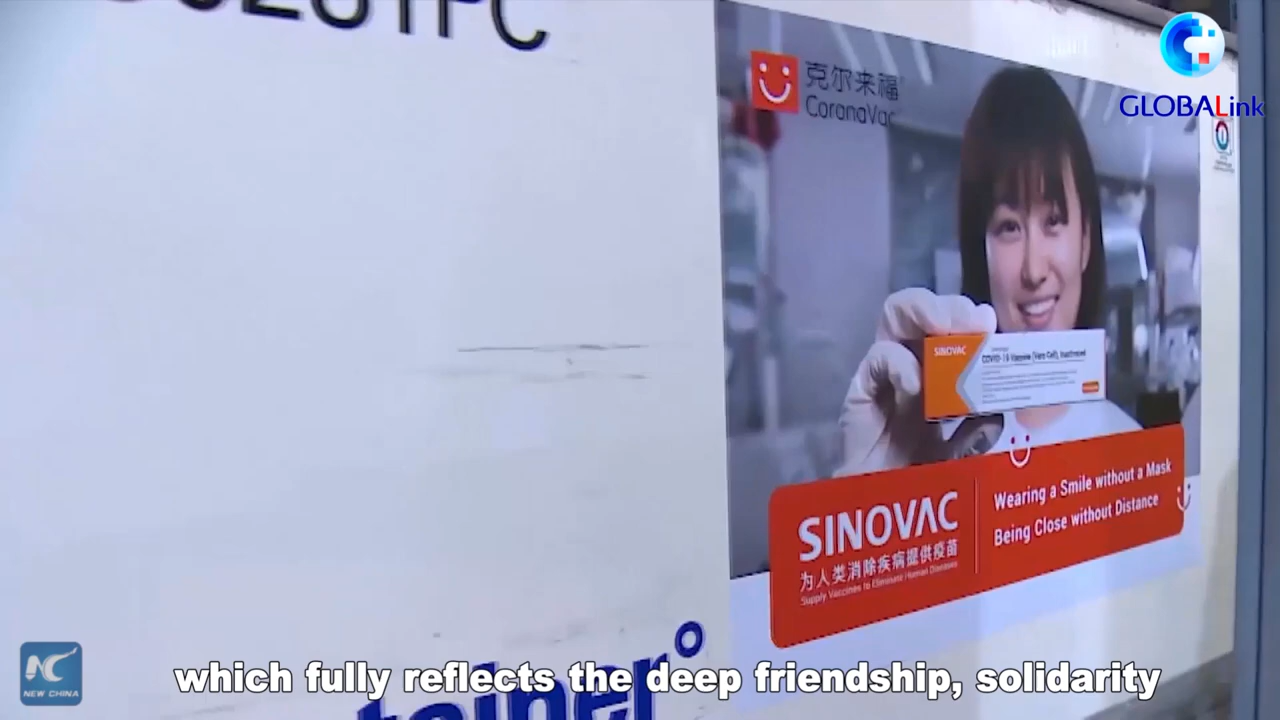 GLOBALink
克尔来福
CoronaVac
SINOVAC
COVID-19 Vaccine (Vero Cell), Inactivated
SINOVAC
为人类消除疾病提供疫苗
Supply Vaccines to Eliminate Human Diseases
Wearing a Smile without a Mask
Being Close without Distance
tainer
NC
NEW CHINA
which fully reflects the deep friendship, solidarity